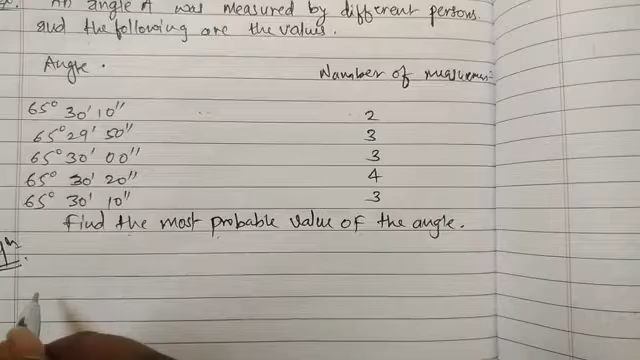 An angle A was measured by different persons.
and the following are the values.
Angle . Number of measurement
65° 30' 10" 2
65° 29' 50" 3
65° 30' 00" 3
65° 30' 20" 4
65° 30' 10" 3
Find the most probable value of the angle.